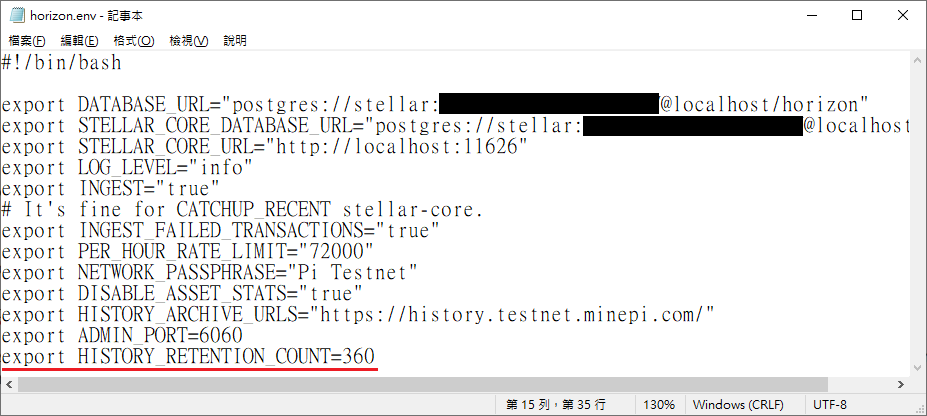 horizon.env - 記事本
檔案(F) 編輯(E) 格式(O) 檢視(V) 說明
#!/bin/bash
export DATABASE_URL="postgres://stellar:@localhost/horizon"
export STELLAR_CORE_DATABASE_URL="postgres://stellar:@localhost
export STELLAR_CORE_URL="http://localhost:11626"
export LOG_LEVEL="info"
export INGEST="true"
# It's fine for CATCHUP_RECENT stellar-core.
export INGEST_FAILED_TRANSACTIONS="true"
export PER_HOUR_RATE_LIMIT="72000"
export NETWORK_PASSPHRASE="Pi Testnet"
export DISABLE_ASSET_STATS="true"
export HISTORY_ARCHIVE_URLS="https://history.testnet.minepi.com/"
export ADMIN_PORT=6060
export HISTORY_RETENTION_COUNT=360
第 15 列，第 35 行 130% Windows (CRLF) UTF-8